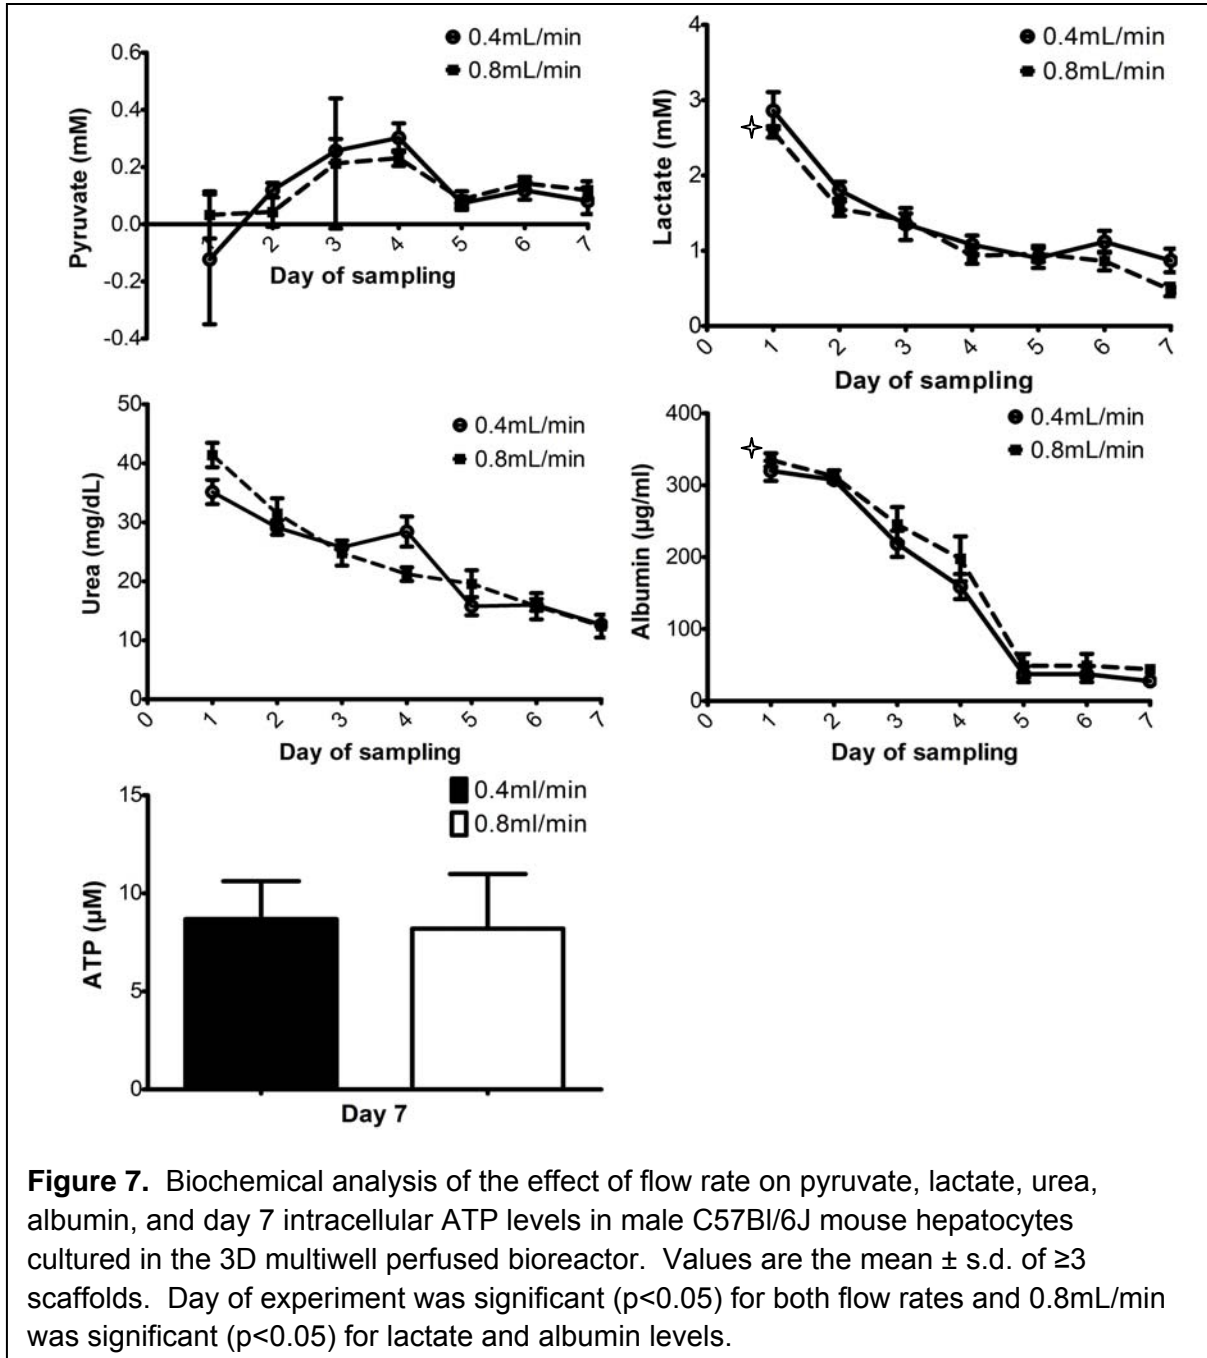 0.4mL/min
0.8mL/min
Pyruvate (mM)
0.6
0.4
0.2
0.0
-0.2
-0.4
1
2
3
4
5
6
7
Day of sampling
0.4mL/min
0.8mL/min
Lactate (mM)
4
3
2
1
0
0
1
2
3
4
5
6
7
Day of sampling
0.4mL/min
0.8mL/min
Urea (mg/dL)
50
40
30
20
10
0
0
1
2
3
4
5
6
7
Day of sampling
0.4mL/min
0.8mL/min
Albumin (µg/ml)
400
300
200
100
0
0
1
2
3
4
5
6
7
Day of sampling
0.4ml/min
0.8ml/min
ATP (µM)
15
10
5
0
Day 7
Figure 7. Biochemical analysis of the effect of flow rate on pyruvate, lactate, urea,
albumin, and day 7 intracellular ATP levels in male C57Bl/6J mouse hepatocytes
cultured in the 3D multiwell perfused bioreactor. Values are the mean ± s.d. of ≥3
scaffolds. Day of experiment was significant (p<0.05) for both flow rates and 0.8mL/min
was significant (p<0.05) for lactate and albumin levels.